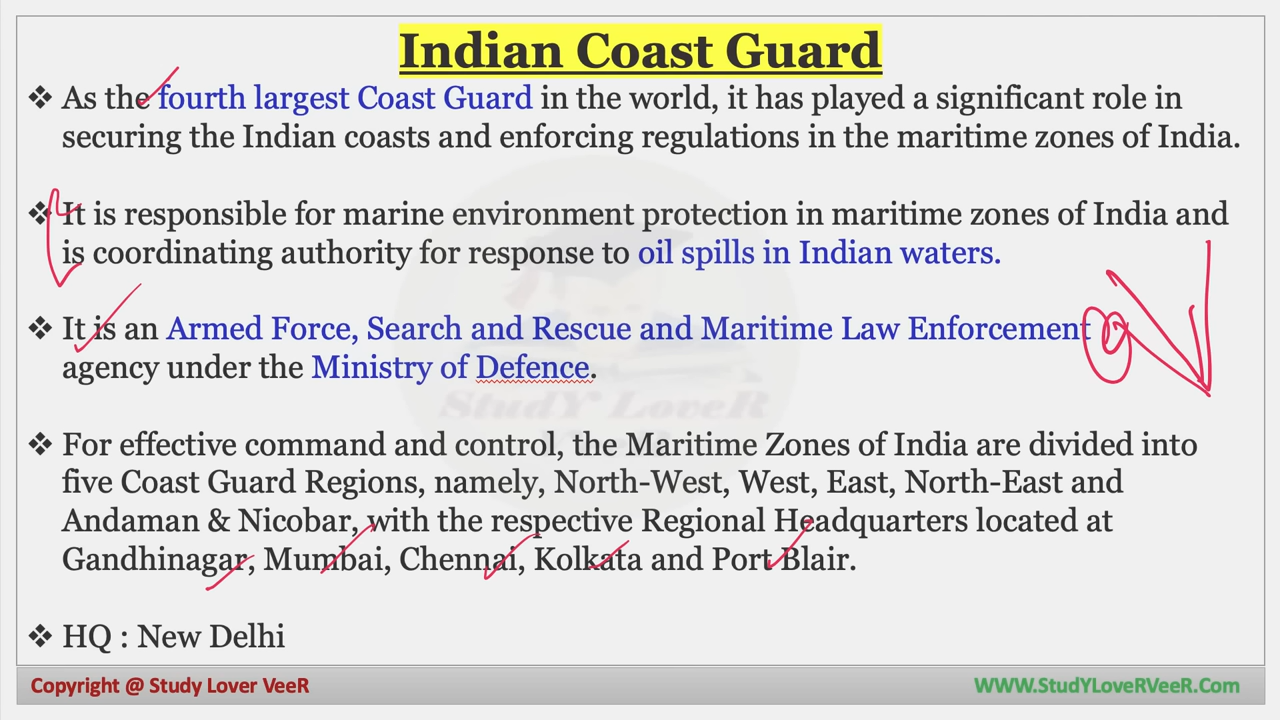 Indian Coast Guard
❖ As the fourth largest Coast Guard in the world, it has played a significant role in
securing the Indian coasts and enforcing regulations in the maritime zones of India.
❖ It is responsible for marine environment protection in maritime zones of India and
is coordinating authority for response to oil spills in Indian waters.
❖ It is an Armed Force, Search and Rescue and Maritime Law Enforcement
agency under the Ministry of Defence.
StudY LoveR
❖ For effective command and control, the Maritime Zones of India are divided into
five Coast Guard Regions, namely, North-West, West, East, North-East and
Andaman & Nicobar, with the respective Regional Headquarters located at
Gandhinagar, Mumbai, Chennai, Kolkata and Port Blair.
❖ HQ : New Delhi
Copyright @ Study Lover VeeR
WWW.StudYLoveRVeeR.Com